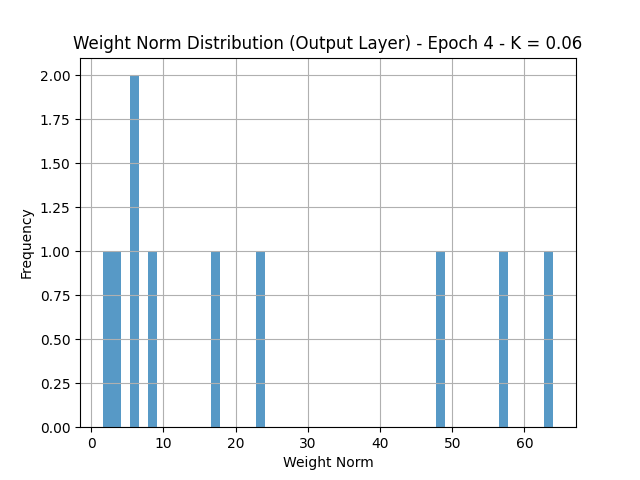 Weight Norm Distribution (Output Layer) - Epoch 4 - K = 0.06
2.00
1.75
1.50
1.25
1.00
0.75
0.50
0.25
0.00
Frequency
0 10 20 30 40 50 60
Weight Norm